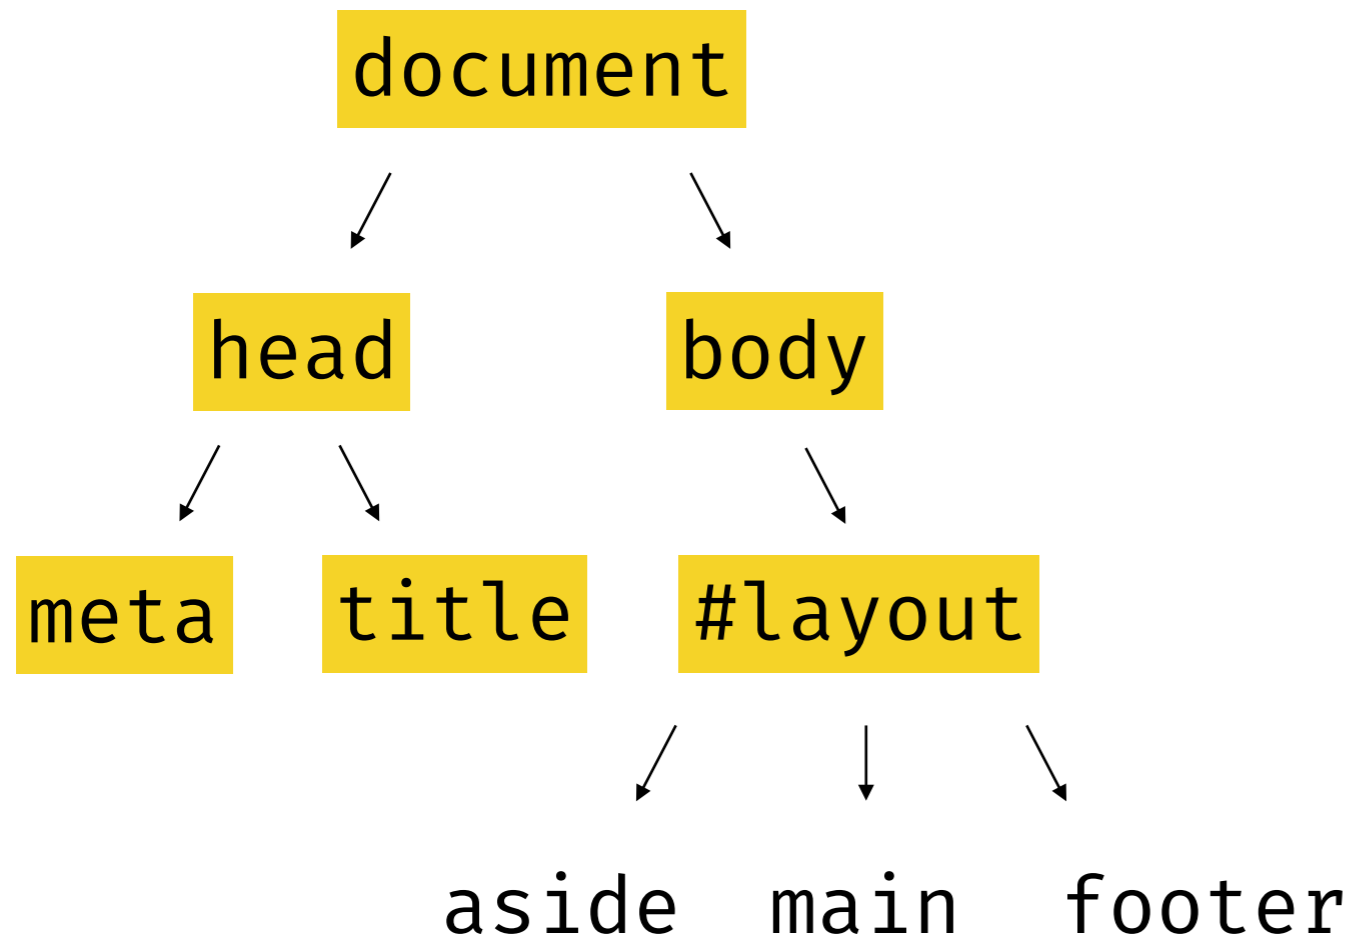 document
head body
meta title #layout
aside main footer